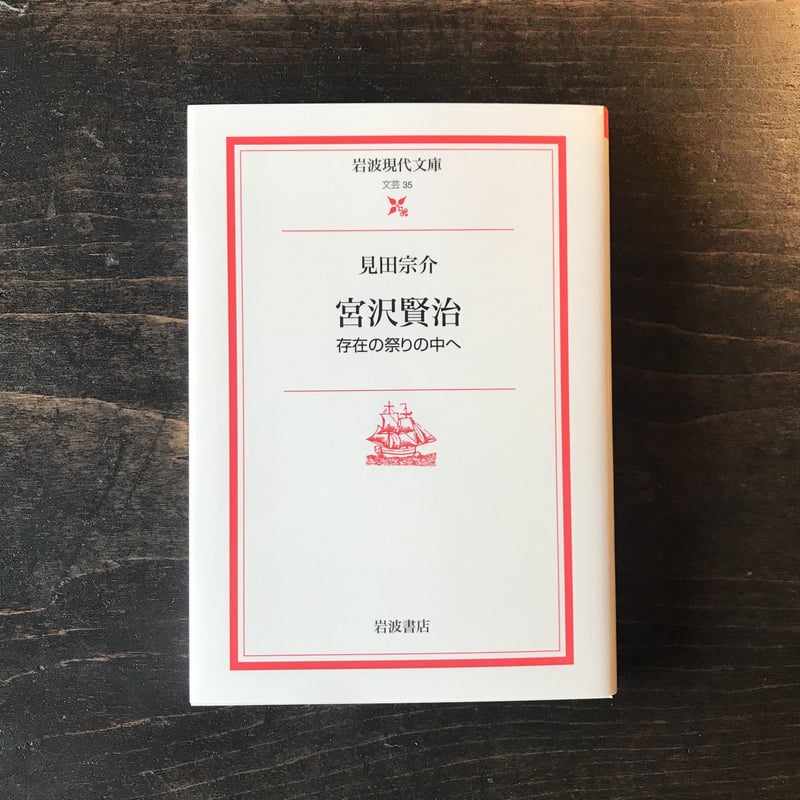 岩波現代文庫
文芸 35
見田宗介
宮沢賢治
存在の祭りの中へ
岩波書店